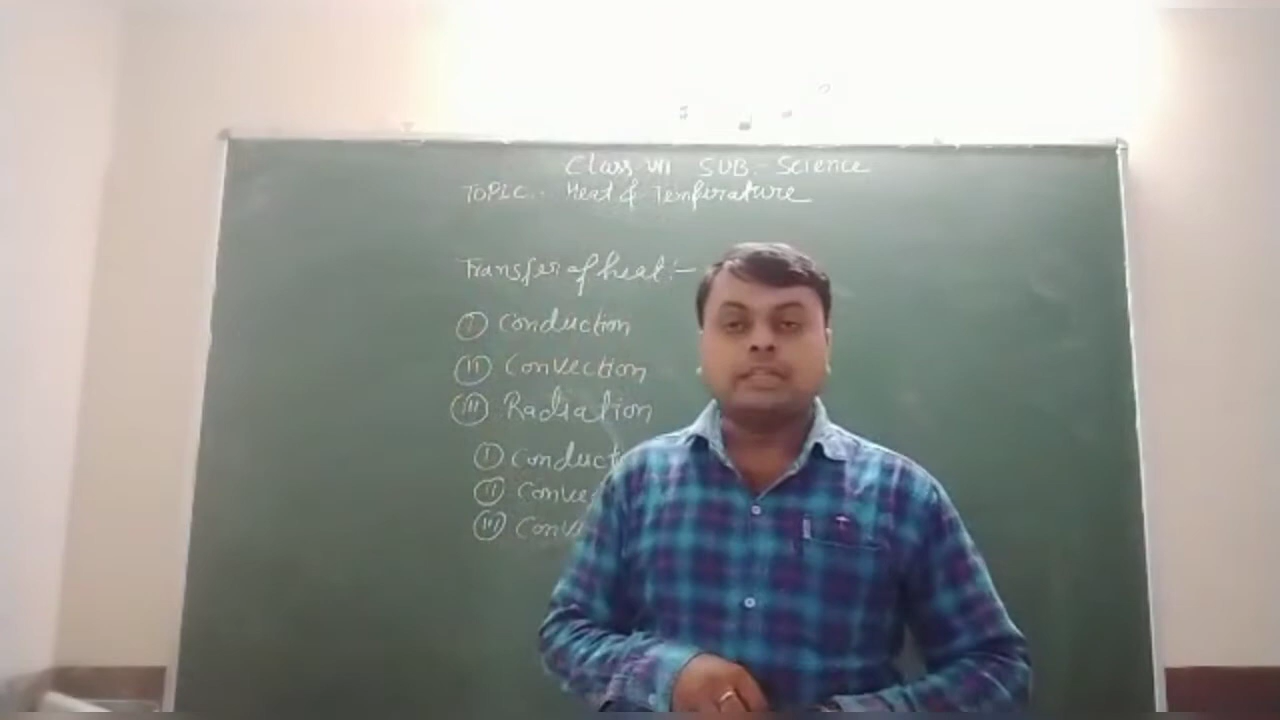 Class VII SUB:- Science
TOPIC:- Heat & Temperature
Transfer of heat:-
(I) Conduction
(II) Convection
(III) Radiation
(I) Conduct
(II) Conve
(III) Conv